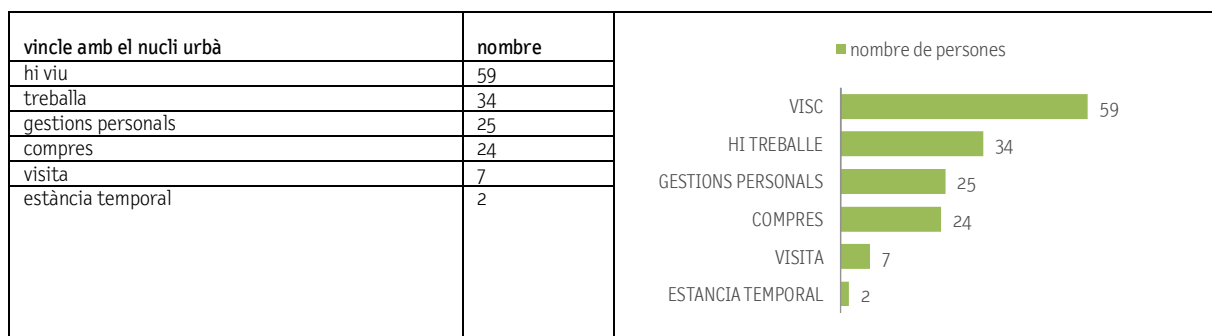 vincle amb el nucli urbà nombre
hi viu 59
treballa 34
gestions personals 25
compres 24
visita 7
estància temporal 2
nombre de persones
VISC 59
HI TREBALLE 34
GESTIONS PERSONALS 25
COMPRES 24
VISITA 7
ESTANCIA TEMPORAL 2